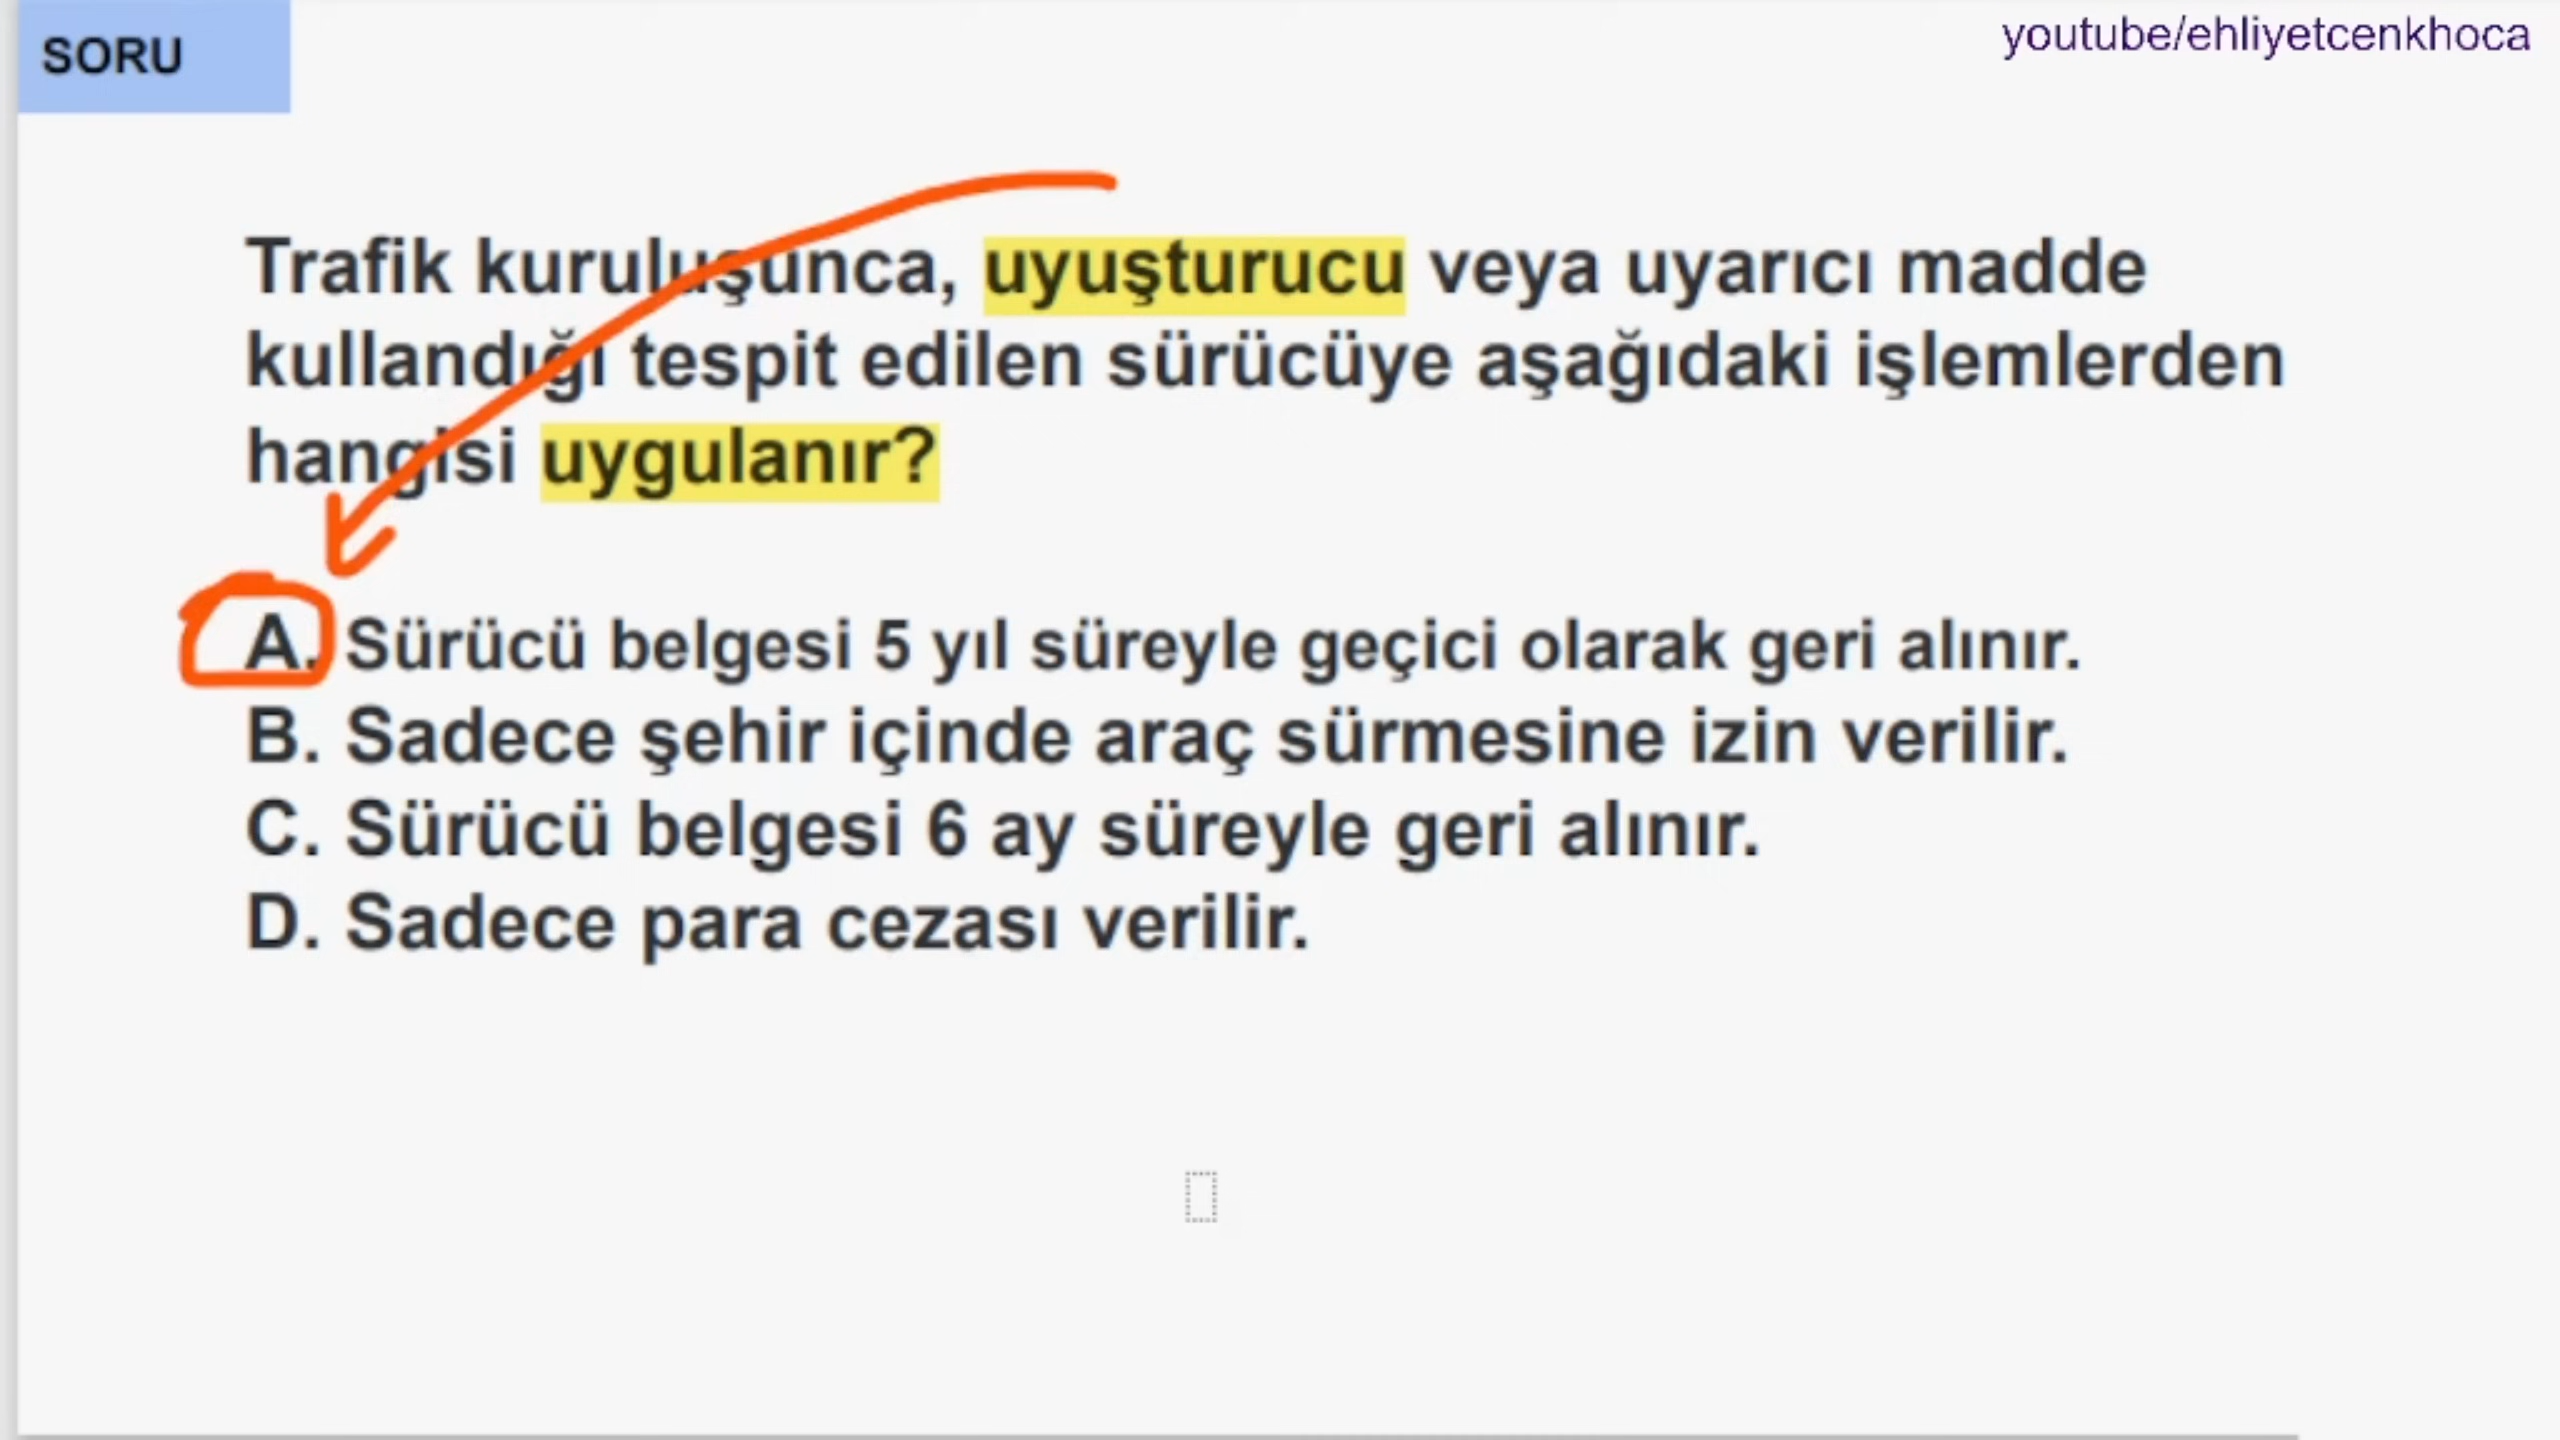 SORU
youtube/ehliyetcenkhoca
Trafik kuruluşunca, uyuşturucu veya uyarıcı madde
kullandığı tespit edilen sürücüye aşağıdaki işlemlerden
hangisi uygulanır?
A. Sürücü belgesi 5 yıl süreyle geçici olarak geri alınır.
B. Sadece şehir içinde araç sürmesine izin verilir.
C. Sürücü belgesi 6 ay süreyle geri alınır.
D. Sadece para cezası verilir.